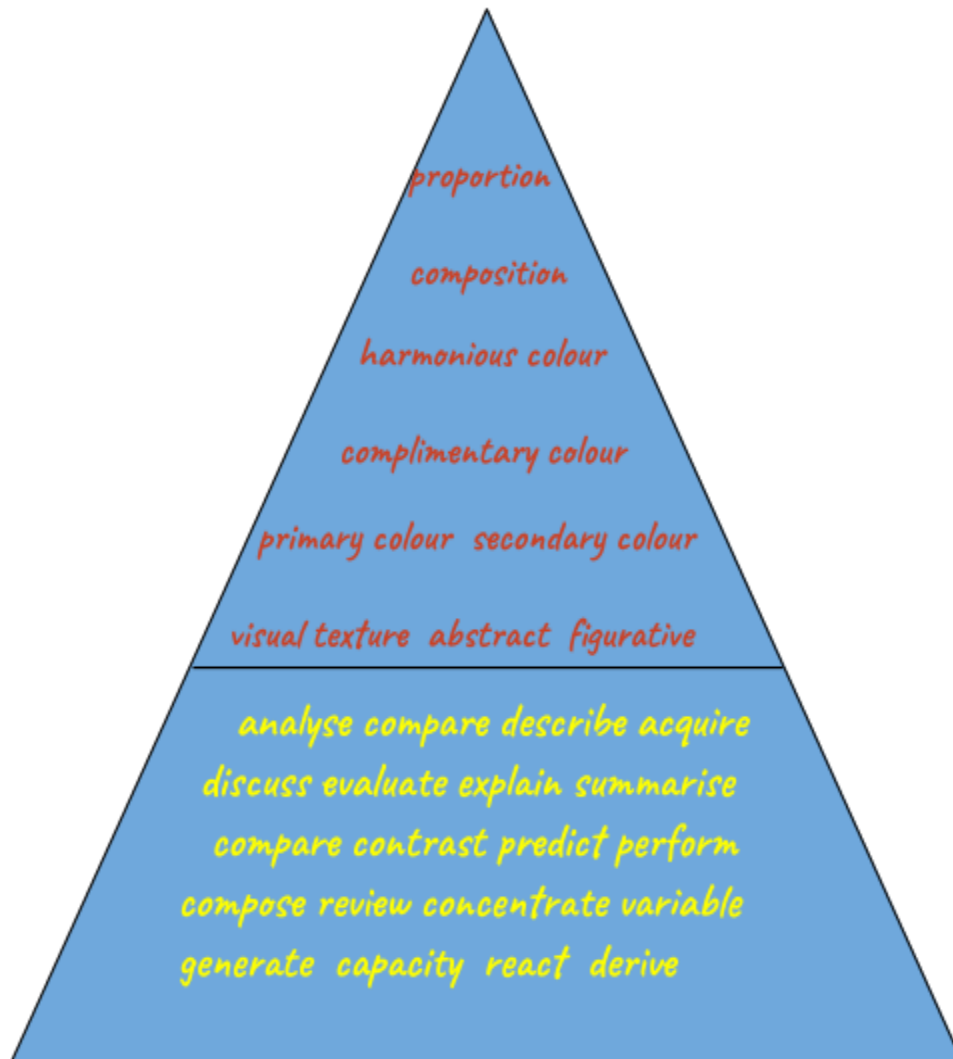 proportion
composition
harmonious colour
complimentary colour
primary colour secondary colour
visual texture abstract figurative
analyse compare describe acquire
discuss evaluate explain summarise
compare contrast predict perform
compose review concentrate variable
generate capacity react derive